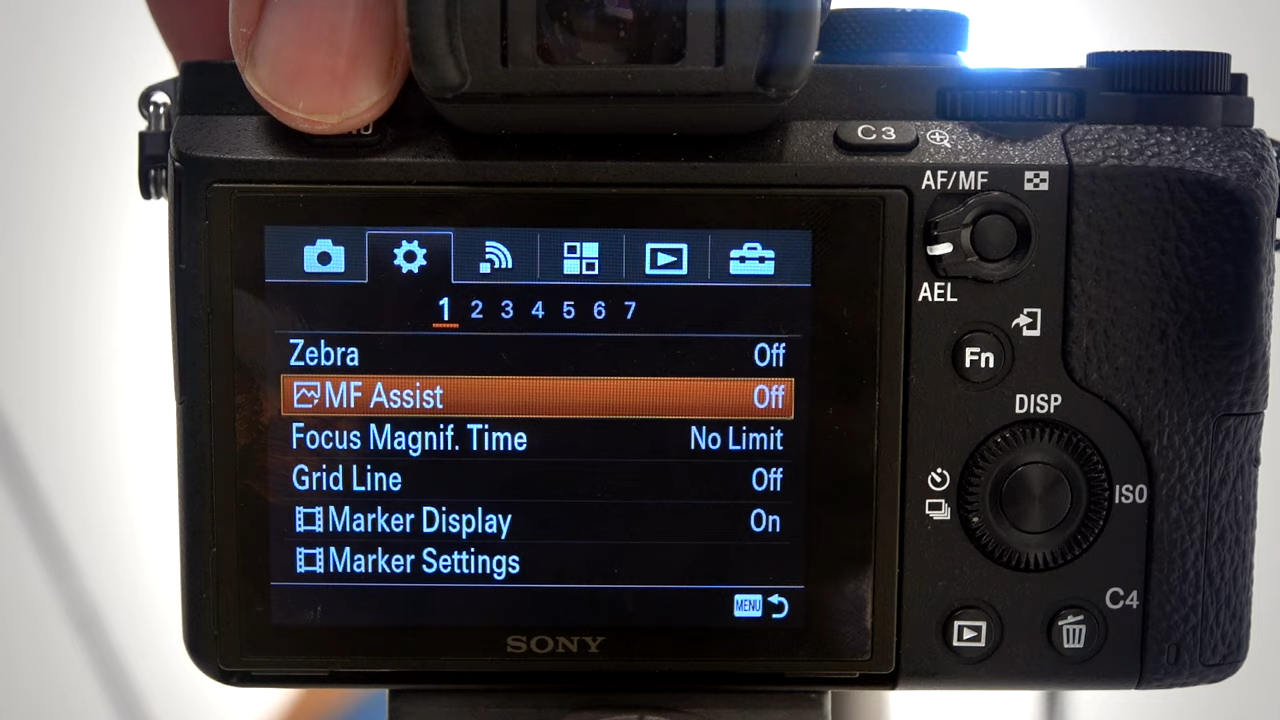 C3
AF/MF
AEL
1 2 3 4 5 6 7
Zebra Off
MF Assist Off
Focus Magnif. Time No Limit
Grid Line Off
Marker Display On
Marker Settings
MENU
Fn
DISP
ISO
C4
SONY